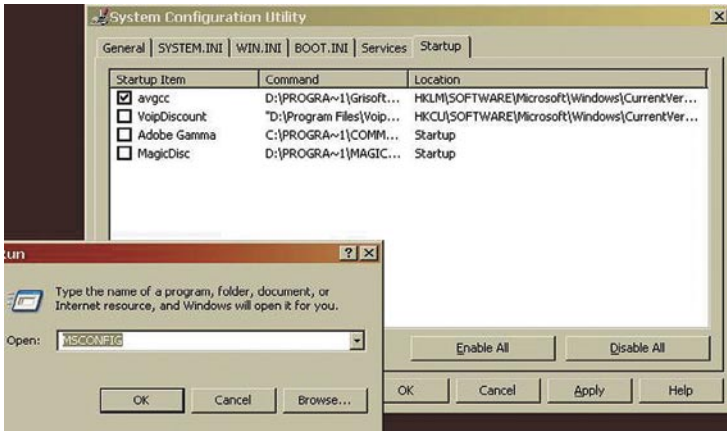 System Configuration Utility
General SYSTEM.INI WIN.INI BOOT.INI Services Startup
Startup Item Command Location
avgcc D:\PROGRA~1\Grisoft... HKLM\SOFTWARE\Microsoft\Windows\CurrentVer...
VoipDiscount "D:\Program Files\Voip... HKCU\SOFTWARE\Microsoft\Windows\CurrentVer...
Adobe Gamma C:\PROGRA~1\COMM... Startup
MagicDisc D:\PROGRA~1\MAGIC... Startup
Enable All Disable All
OK Cancel Apply Help
Run
Type the name of a program, folder, document, or
Internet resource, and Windows will open it for you.
Open: MSCONFIG
OK Cancel Browse...